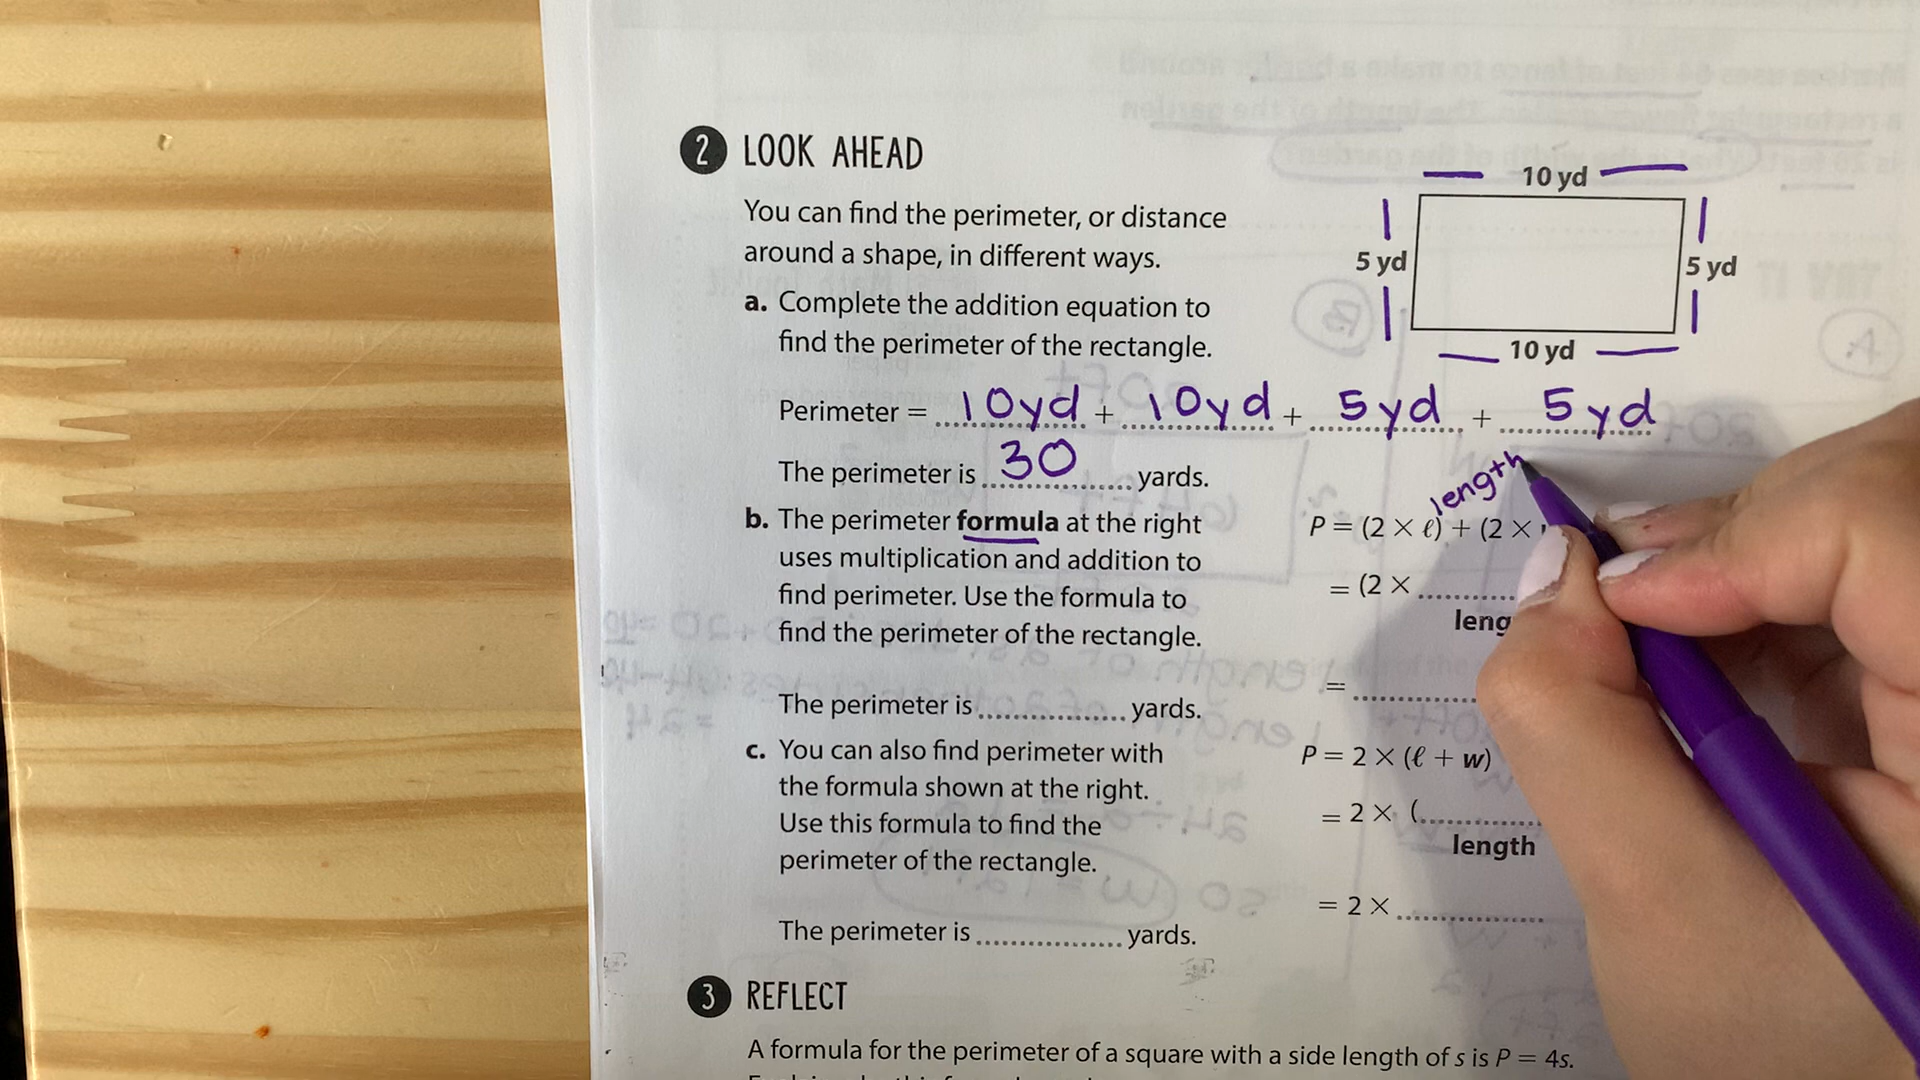 2 LOOK AHEAD
You can find the perimeter, or distance
around a shape, in different ways.
10 yd
5 yd
5 yd
10 yd
a. Complete the addition equation to
find the perimeter of the rectangle.
Perimeter = 10yd + 10yd + 5yd + 5yd
The perimeter is 30 yards.
b. The perimeter formula at the right
uses multiplication and addition to
find perimeter. Use the formula to
find the perimeter of the rectangle.
The perimeter is ................ yards.
length
P = (2 × ℓ) + (2 ×
= (2 × ............
leng
= ................
c. You can also find perimeter with
the formula shown at the right.
Use this formula to find the
perimeter of the rectangle.
The perimeter is ................ yards.
P = 2 × (ℓ + w)
= 2 × (................
length
= 2 × ................
3 REFLECT
A formula for the perimeter of a square with a side length of s is P = 4s.